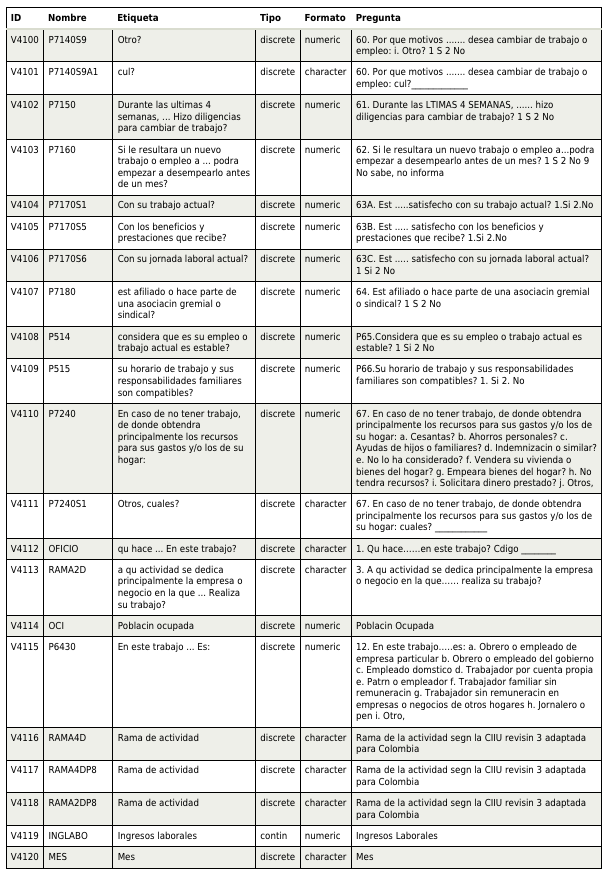 ID Nombre Etiqueta Tipo Formato Pregunta
V4100 P7140S9 Otro? discrete numeric 60. Por que motivos ....... desea cambiar de trabajo o
empleo: i. Otro? 1 S 2 No
V4101 P7140S9A1 cul? discrete character 60. Por que motivos ....... desea cambiar de trabajo o
empleo: cul?_____________
V4102 P7150 Durante las ultimas 4 discrete numeric 61. Durante las LTIMAS 4 SEMANAS, ...... hizo
semanas, ... Hizo diligencias diligencias para cambiar de trabajo? 1 S 2 No
para cambiar de trabajo?
V4103 P7160 Si le resultara un nuevo discrete numeric 62. Si le resultara un nuevo trabajo o empleo a...podra
trabajo o empleo a ... podra empezar a desempearlo antes de un mes? 1 S 2 No 9
empezar a desempearlo antes No sabe, no informa
de un mes?
V4104 P7170S1 Con su trabajo actual? discrete numeric 63A. Est .....satisfecho con su trabajo actual? 1.Si 2.No
V4105 P7170S5 Con los beneficios y discrete numeric 63B. Est ..... satisfecho con los beneficios y
prestaciones que recibe? prestaciones que recibe? 1.Si 2.No
V4106 P7170S6 Con su jornada laboral actual? discrete numeric 63C. Est ..... satisfecho con su jornada laboral actual?
1 Si 2 No
V4107 P7180 est afiliado o hace parte de discrete numeric 64. Est afiliado o hace parte de una asociacin gremial
una asociacin gremial o o sindical? 1 S 2 No
sindical?
V4108 P514 considera que es su empleo o discrete numeric P65.Considera que es su empleo o trabajo actual es
trabajo actual es estable? estable? 1 Si 2 No
V4109 P515 su horario de trabajo y sus discrete numeric P66.Su horario de trabajo y sus responsabilidades
responsabilidades familiares familiares son compatibles? 1. Si 2. No
son compatibles?
V4110 P7240 En caso de no tener trabajo, discrete numeric 67. En caso de no tener trabajo, de donde obtendra
de donde obtendra principalmente los recursos para sus gastos y/o los de
principalmente los recursos su hogar: a. Cesantas? b. Ahorros personales? c.
para sus gastos y/o los de su Ayudas de hijos o familiares? d. Indemnizacin o similar?
hogar: e. No lo ha considerado? f. Vendera su vivienda o
bienes del hogar? g. Empeara bienes del hogar? h. No
tendra recursos? i. Solicitara dinero prestado? j. Otros,
V4111 P7240S1 Otros, cuales? discrete character 67. En caso de no tener trabajo, de donde obtendra
principalmente los recursos para sus gastos y/o los de
su hogar: cuales? ____________
V4112 OFICIO qu hace ... En este trabajo? discrete character 1. Qu hace......en este trabajo? Cdigo ________
V4113 RAMA2D a qu actividad se dedica discrete character 3. A qu actividad se dedica principalmente la empresa
principalmente la empresa o o negocio en la que...... realiza su trabajo?
negocio en la que ... Realiza
su trabajo?
V4114 OCI Poblacin ocupada discrete numeric Poblacin Ocupada
V4115 P6430 En este trabajo ... Es: discrete numeric 12. En este trabajo.....es: a. Obrero o empleado de
empresa particular b. Obrero o empleado del gobierno
c. Empleado domstico d. Trabajador por cuenta propia
e. Patrn o empleador f. Trabajador familiar sin
remuneracin g. Trabajador sin remuneracin en
empresas o negocios de otros hogares h. Jornalero o
pen i. Otro,
V4116 RAMA4D Rama de actividad discrete character Rama de la actividad segn la CIIU revisin 3 adaptada
para Colombia
V4117 RAMA4DP8 Rama de actividad discrete character Rama de la actividad segn la CIIU revisin 3 adaptada
para Colombia
V4118 RAMA2DP8 Rama de actividad discrete character Rama de la actividad segn la CIIU revisin 3 adaptada
para Colombia
V4119 INGLABO Ingresos laborales contin numeric Ingresos Laborales
V4120 MES Mes discrete character Mes